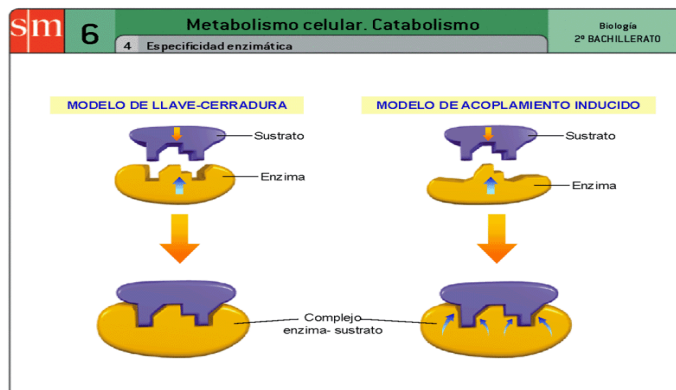 sm
6
Metabolismo celular. Catabolismo
Biología
2º BACHILLERATO
4 Especificidad enzimática
MODELO DE LLAVE-CERRADURA
MODELO DE ACOPLAMIENTO INDUCIDO
Sustrato
Sustrato
Enzima
Enzima
Complejo
enzima- sustrato